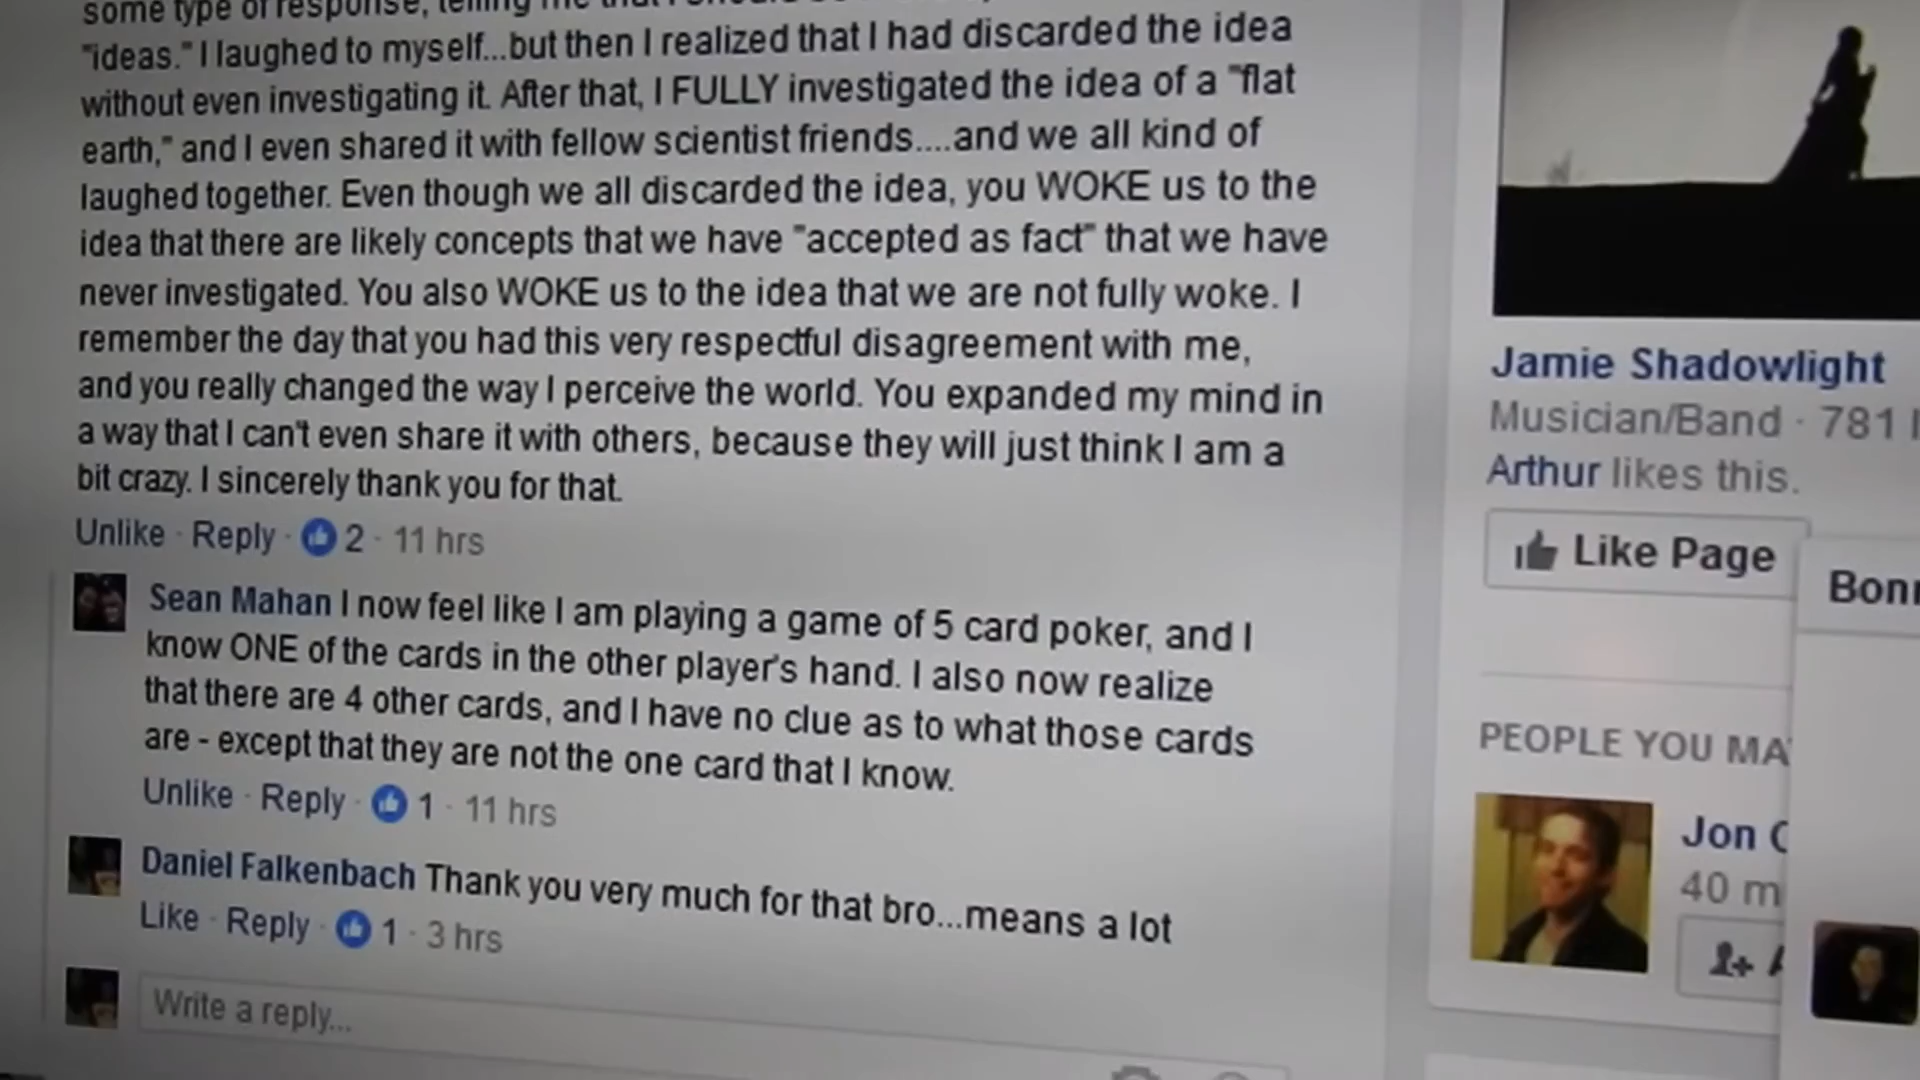 some type of response, telling me that I
"ideas." I laughed to myself...but then I realized that I had discarded the idea
without even investigating it. After that, I FULLY investigated the idea of a "flat
earth," and I even shared it with fellow scientist friends....and we all kind of
laughed together. Even though we all discarded the idea, you WOKE us to the
idea that there are likely concepts that we have "accepted as fact" that we have
never investigated. You also WOKE us to the idea that we are not fully woke. I
remember the day that you had this very respectful disagreement with me,
and you really changed the way I perceive the world. You expanded my mind in
a way that I can't even share it with others, because they will just think I am a
bit crazy. I sincerely thank you for that.
Unlike · Reply · 2 · 11 hrs
Sean Mahan I now feel like I am playing a game of 5 card poker, and I
know ONE of the cards in the other player's hand. I also now realize
that there are 4 other cards, and I have no clue as to what those cards
are - except that they are not the one card that I know.
Unlike · Reply · 1 · 11 hrs
Daniel Falkenbach Thank you very much for that bro...means a lot
Like · Reply · 1 · 3 hrs
Write a reply...
Jamie Shadowlight
Musician/Band · 781
Arthur likes this.
Like Page
Bon
PEOPLE YOU MA
Jon
40 m